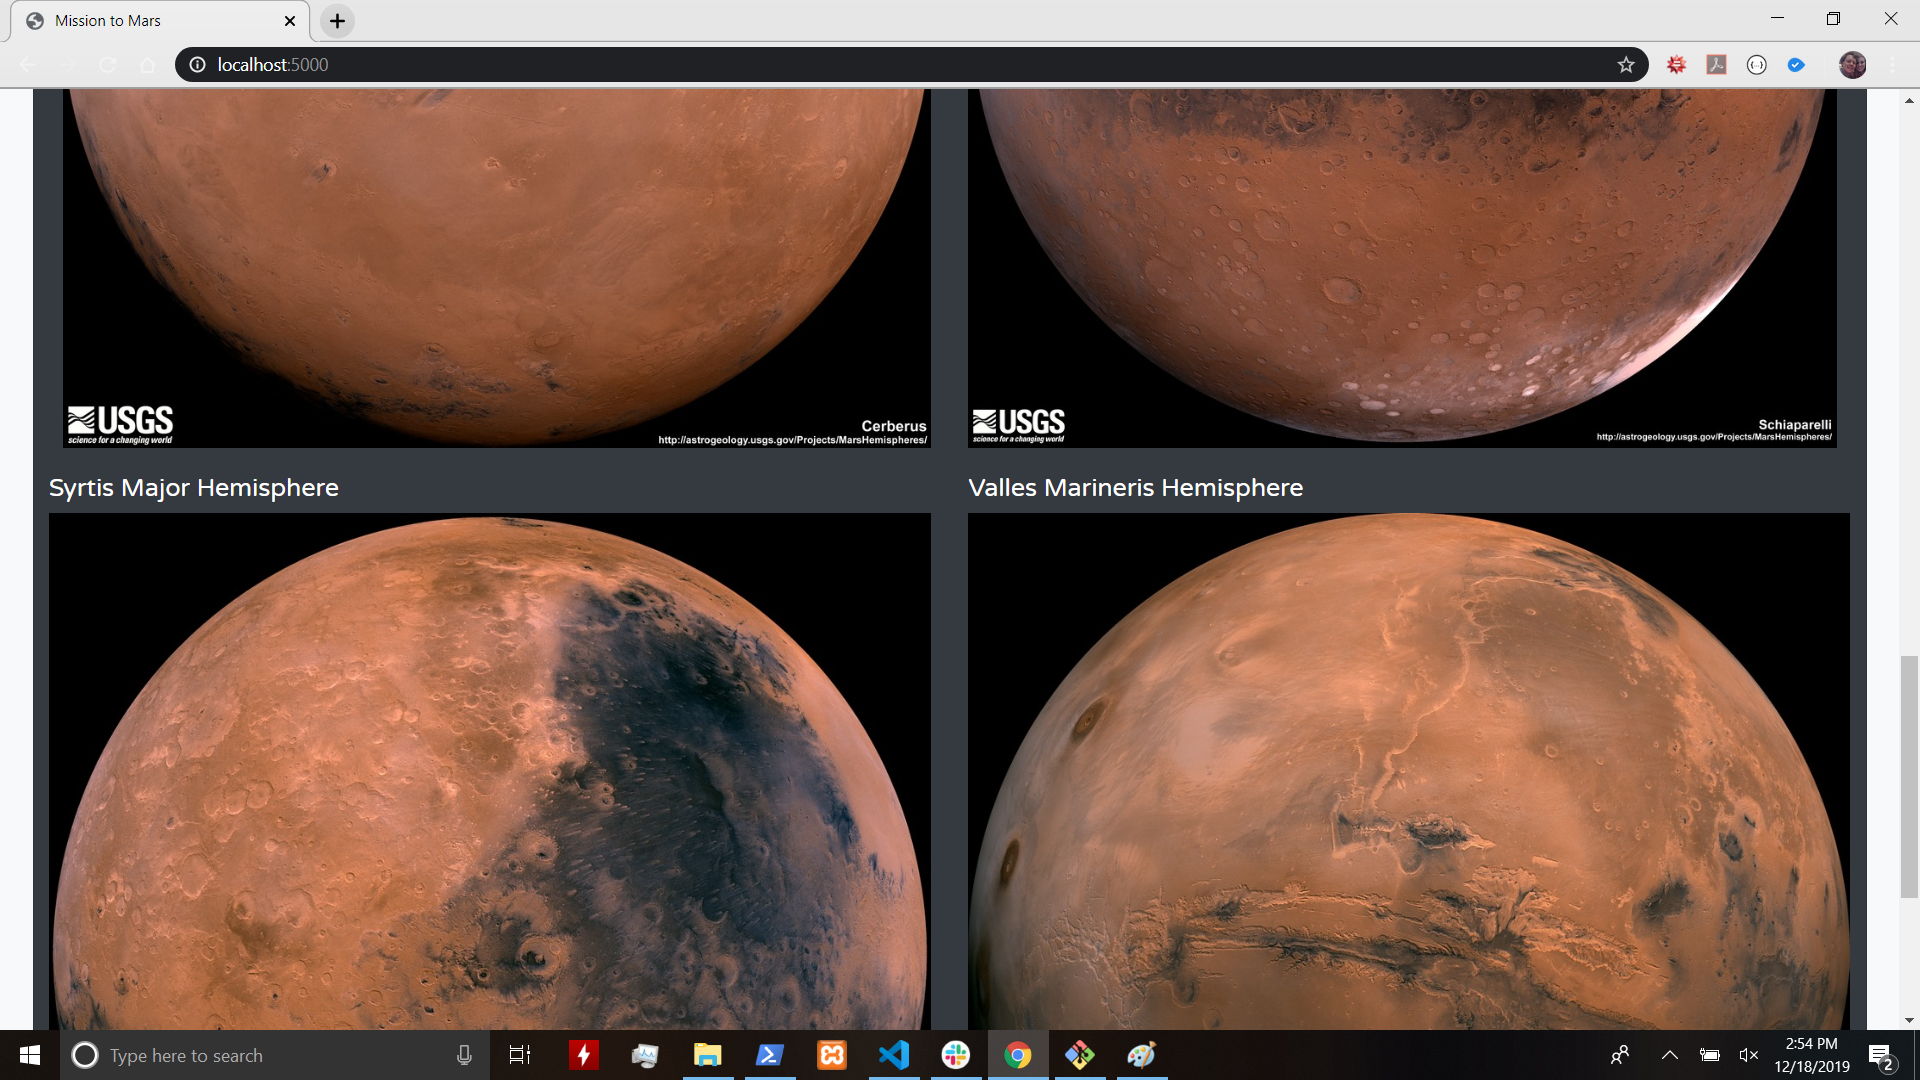 Mission to Mars
localhost:5000
USGS
science for a changing world
Cerberus
http://astrogeology.usgs.gov/Projects/MarsHemispheres/
USGS
science for a changing world
Schiaparelli
http://astrogeology.usgs.gov/Projects/MarsHemispheres/
Syrtis Major Hemisphere
Valles Marineris Hemisphere
Type here to search
2:54 PM
12/18/2019
2